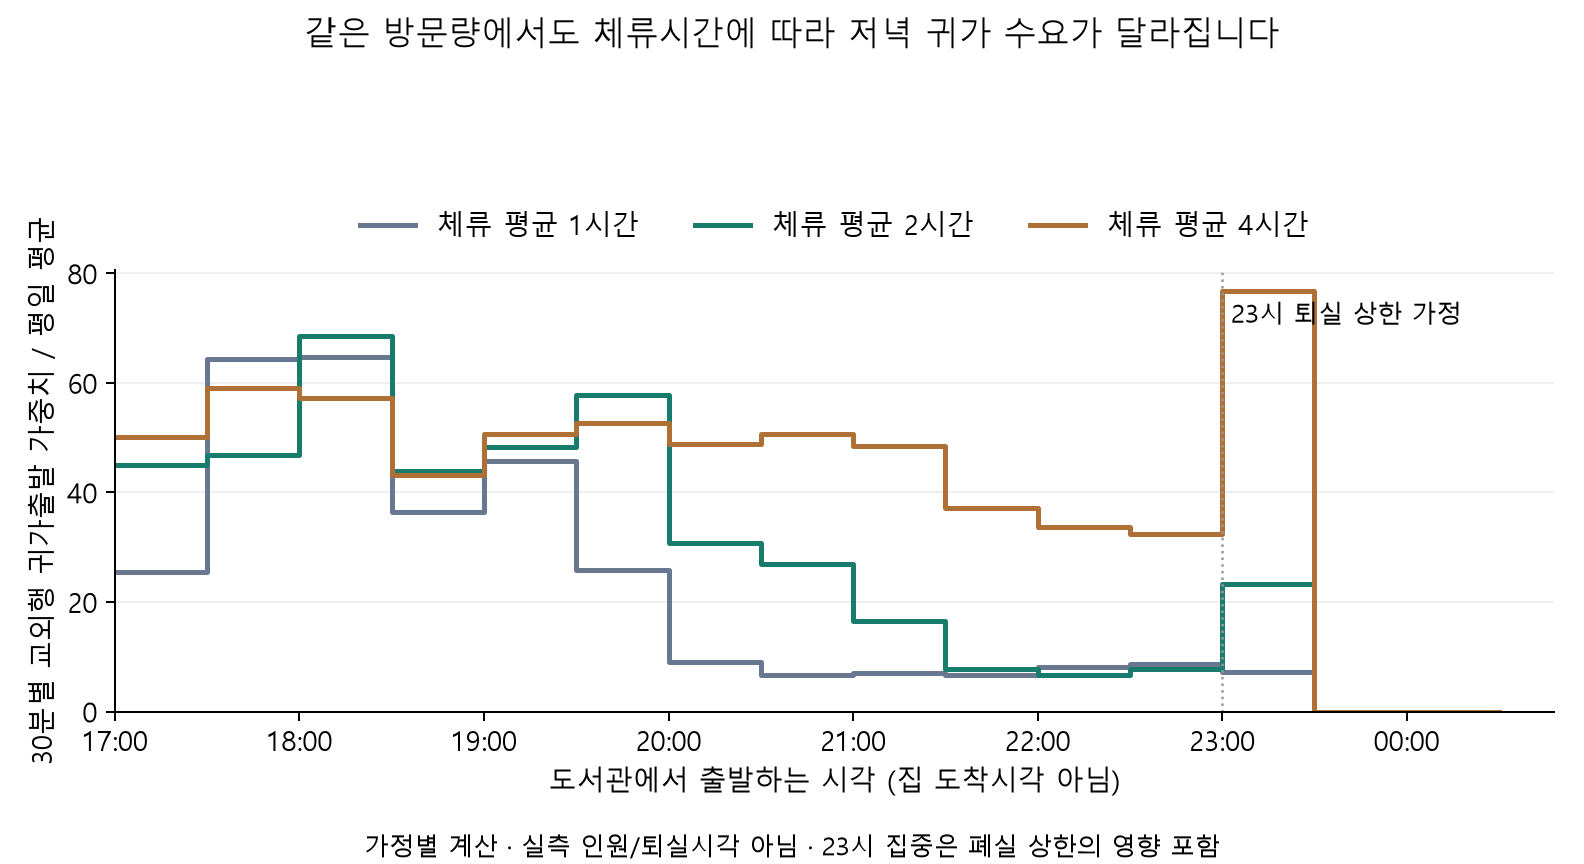 같은 방문량에서도 체류시간에 따라 저녁 귀가 수요가 달라집니다
체류 평균 1시간
체류 평균 2시간
체류 평균 4시간
30분별 교외행 귀가출발 가중치 / 평일 평균
80
60
40
20
0
23시 퇴실 상한 가정
17:00
18:00
19:00
20:00
21:00
22:00
23:00
00:00
도서관에서 출발하는 시각 (집 도착시각 아님)
가정별 계산 · 실측 인원/퇴실시각 아님 · 23시 집중은 폐실 상한의 영향 포함